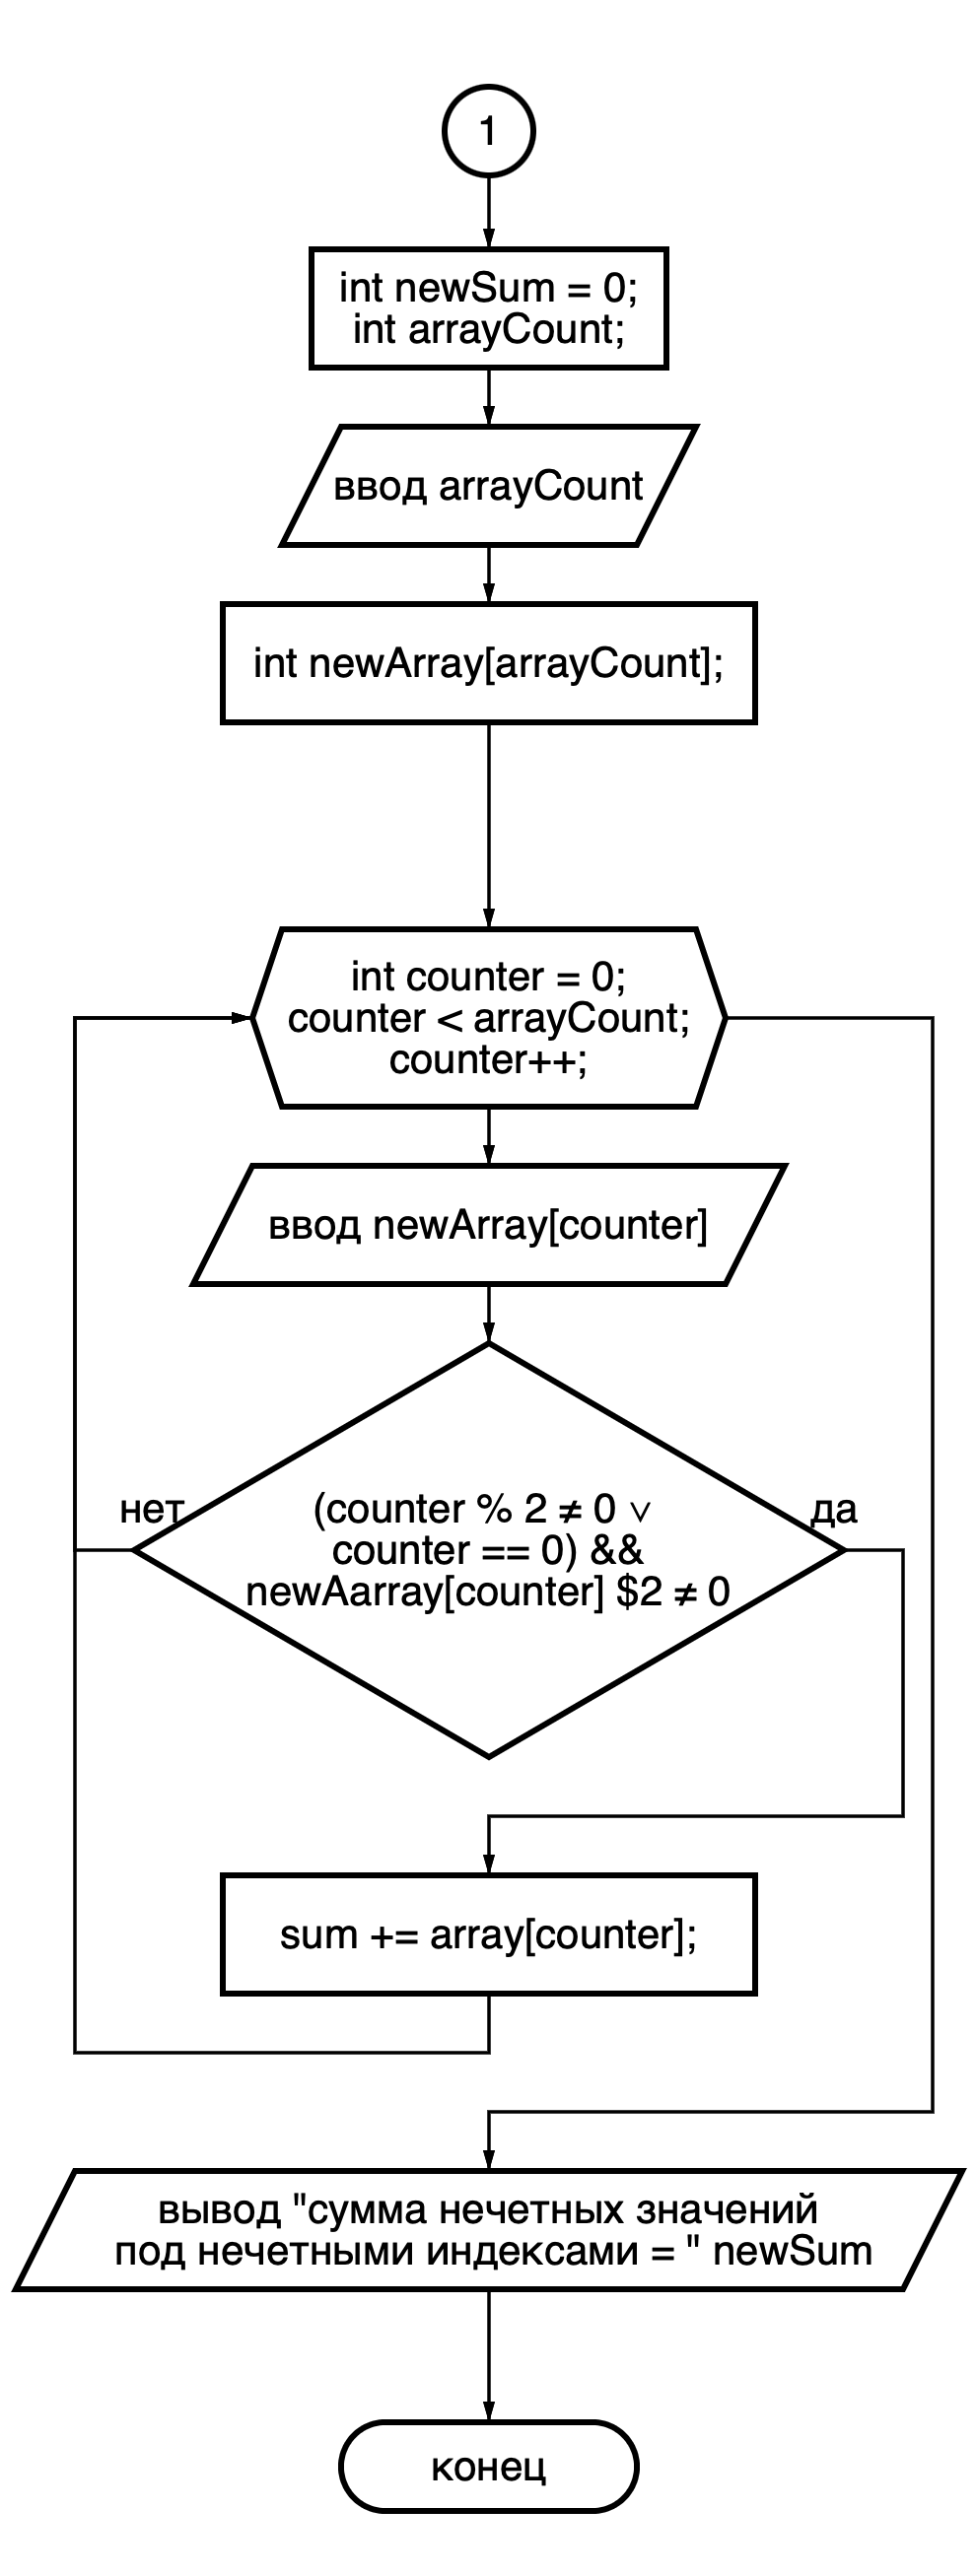 1
int newSum = 0;
int arrayCount;
ввод arrayCount
int newArray[arrayCount];
int counter = 0;
counter < arrayCount;
counter++;
ввод newArray[counter]
нет
да
(counter % 2 ≠ 0 ∨
counter == 0) &&
newAarray[counter] $2 ≠ 0
sum += array[counter];
вывод "сумма нечетных значений
под нечетными индексами = " newSum
конец